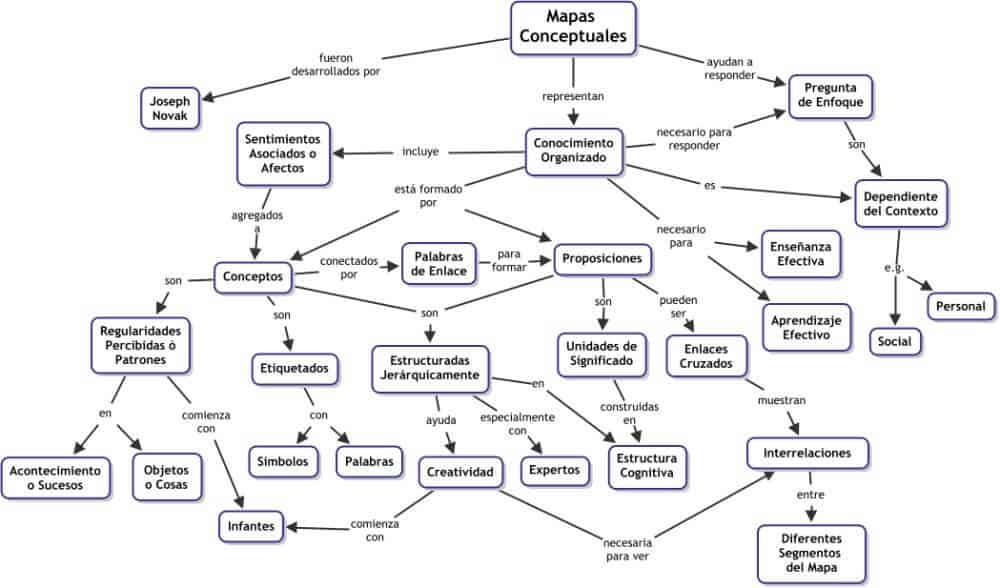 Mapas
Conceptuales
fueron
desarrollados por
ayudan a
responder
representan
Joseph
Novak
Pregunta
de Enfoque
Sentimientos
Asociados o
Afectos
incluye
Conocimiento
Organizado
necesario para
responder
son
está formado
por
es
Dependiente
del Contexto
agregados
a
necesario
para
Conceptos
conectados
por
Palabras
de Enlace
para
formar
Proposiciones
Enseñanza
Efectiva
e.g.
son
son
son
son
pueden
ser
Personal
Regularidades
Percibidas ó
Patrones
Etiquetados
Estructuradas
Jerárquicamente
Unidades de
Significado
Enlaces
Cruzados
Aprendizaje
Efectivo
Social
en
comienza
con
con
ayuda
especialmente
con
en
construidas
en
muestran
Acontecimiento
o Sucesos
Objetos
o Cosas
Simbolos
Palabras
Creatividad
Expertos
Estructura
Cognitiva
Interrelaciones
Infantes
comienza
con
necesaria
para ver
entre
Diferentes
Segmentos
del Mapa